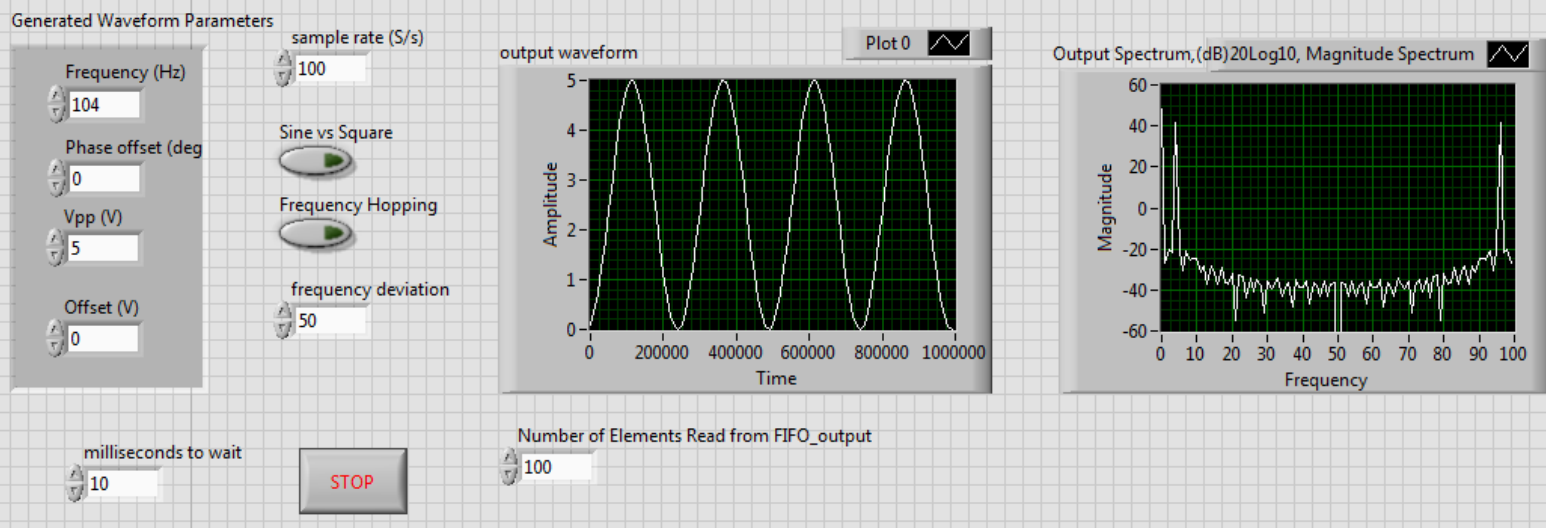 Generated Waveform Parameters
Frequency (Hz)
104
Phase offset (deg
0
Vpp (V)
5
Offset (V)
0
sample rate (S/s)
100
Sine vs Square
Frequency Hopping
frequency deviation
50
milliseconds to wait
10
STOP
output waveform
Plot 0
Amplitude
5
4
3
2
1
0
0 200000 400000 600000 800000 1000000
Time
Number of Elements Read from FIFO_output
100
Output Spectrum,(dB)20Log10, Magnitude Spectrum
Magnitude
60
40
20
0
-20
-40
-60
0 10 20 30 40 50 60 70 80 90 100
Frequency